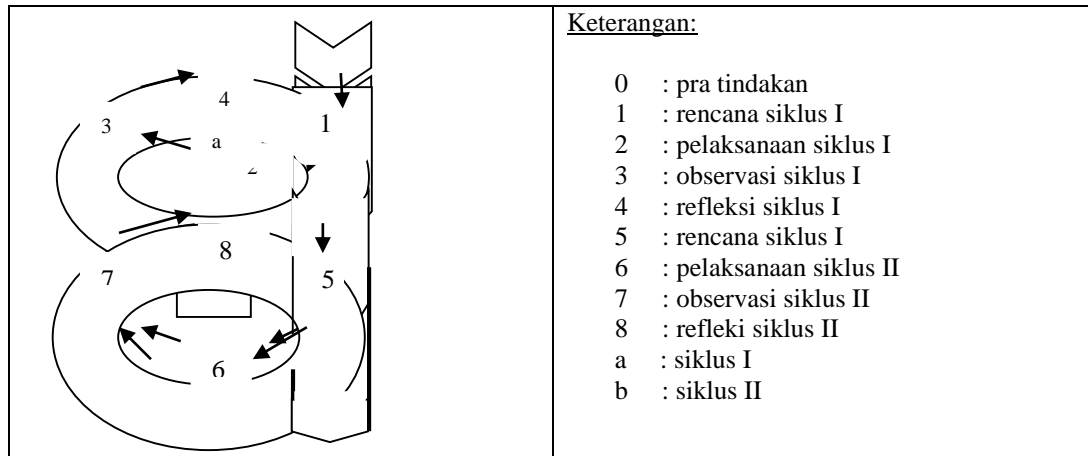 4
3
1
a
2
8
7
5
6
Keterangan:
0 : pra tindakan
1 : rencana siklus I
2 : pelaksanaan siklus I
3 : observasi siklus I
4 : refleksi siklus I
5 : rencana siklus I
6 : pelaksanaan siklus II
7 : observasi siklus II
8 : refleki siklus II
a : siklus I
b : siklus II